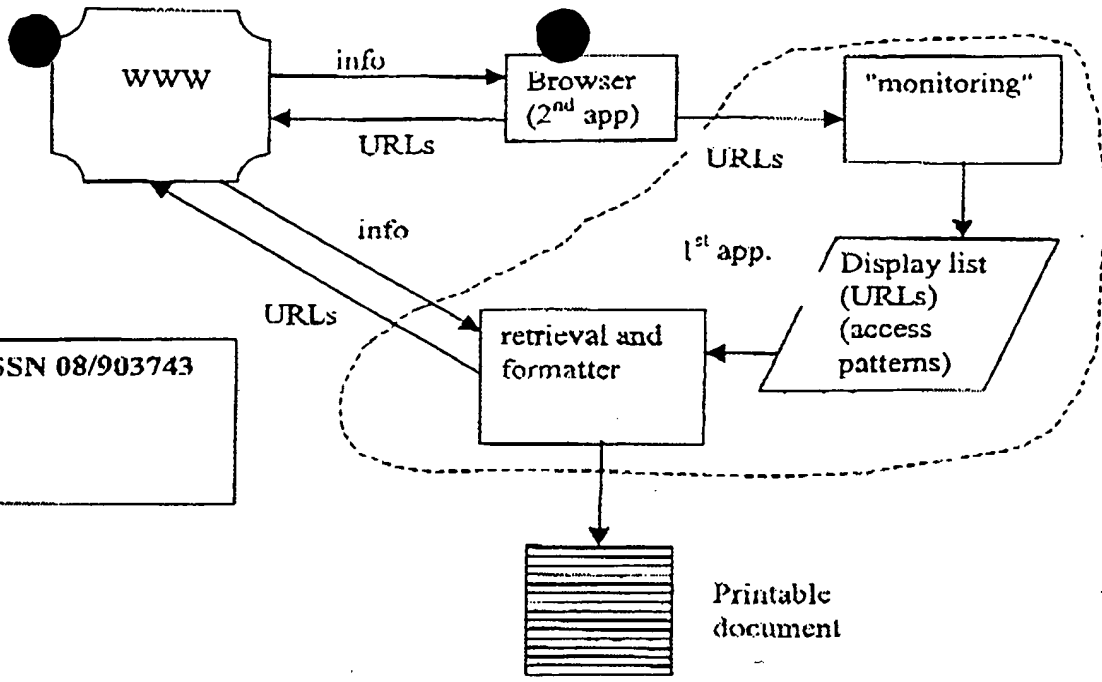 WWW
info
Browser
(2nd app)
"monitoring"
URLs
URLs
info
1st app.
Display list
(URLs)
(access
patterns)
URLs
retrieval and
formatter
SSN 08/903743
Printable
document